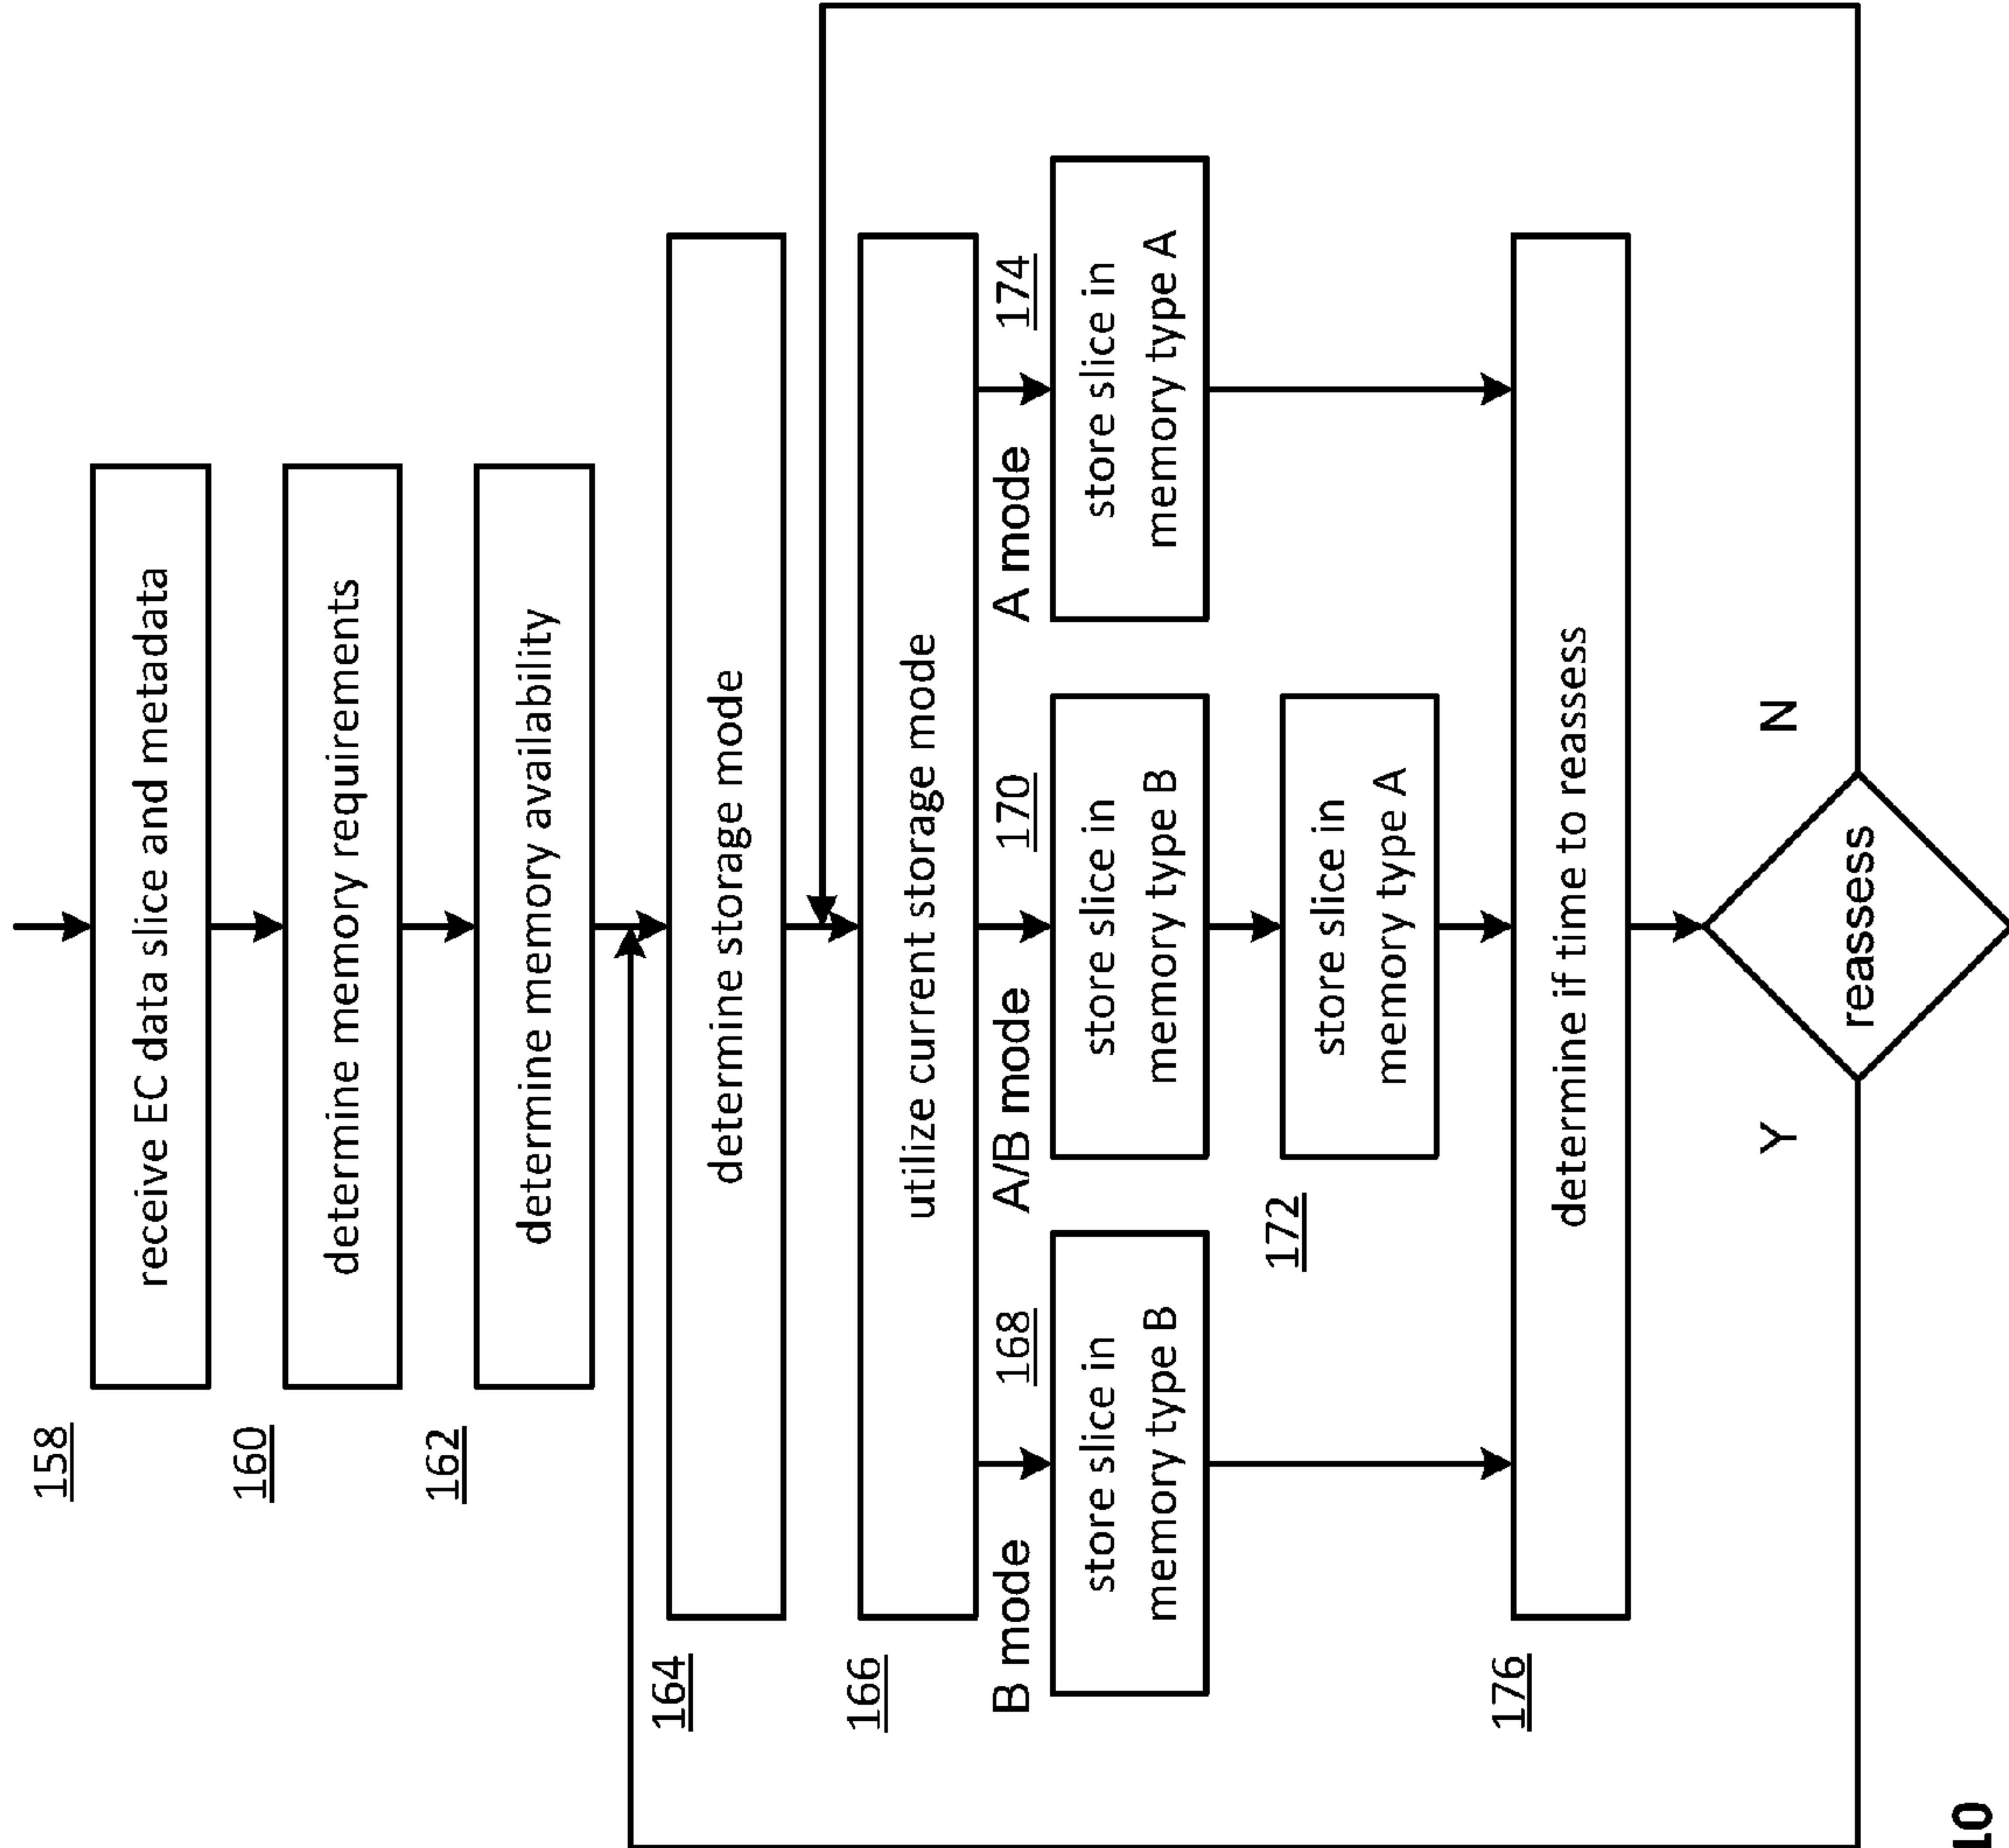 158
receive EC data slice and metadata
160
determine memory requirements
162
determine memory availability
164
determine storage mode
166
utilize current storage mode
B mode
168
A/B mode
170
A mode
174
store slice in
memory type B
store slice in
memory type B
store slice in
memory type A
172
store slice in
memory type A
176
determine if time to reassess
Y
N
reassess
10